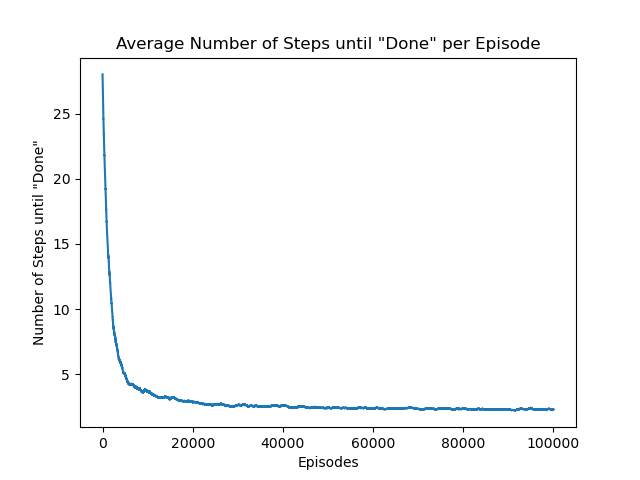 Average Number of Steps until "Done" per Episode
Number of Steps until "Done"
25
20
15
10
5
0 20000 40000 60000 80000 100000
Episodes